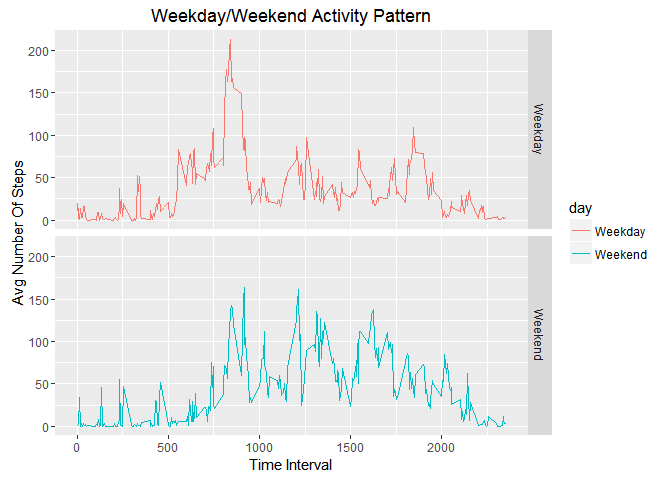 Weekday/Weekend Activity Pattern
Avg Number Of Steps
200
150
100
50
0
Weekday
200
150
100
50
0
Weekend
0 500 1000 1500 2000
Time Interval
day
Weekday
Weekend